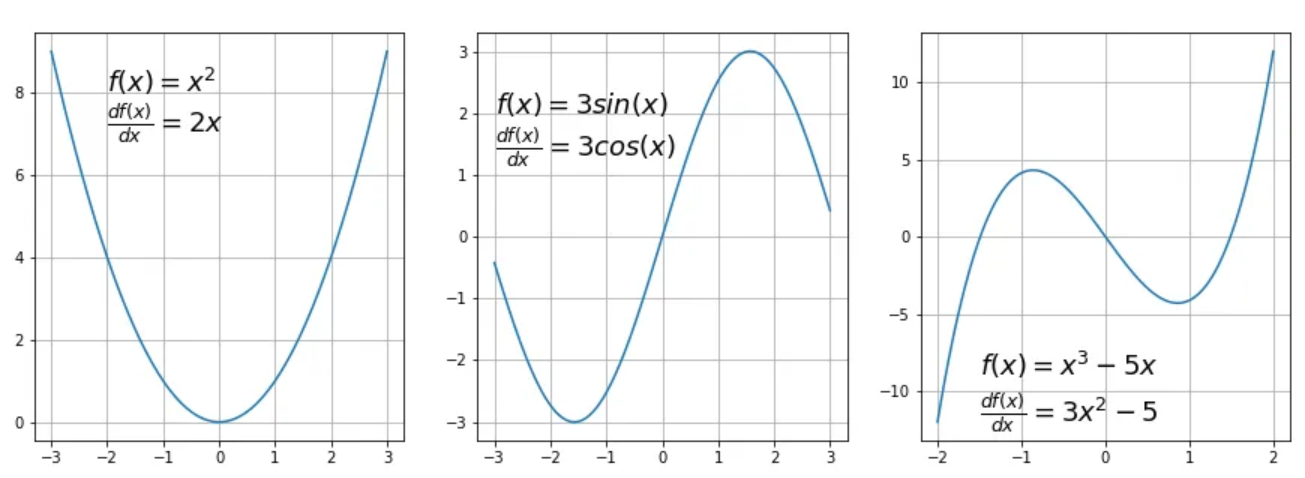 f(x) = x²
df(x)/dx = 2x
8
6
4
2
0
−3 −2 −1 0 1 2 3
f(x) = 3sin(x)
df(x)/dx = 3cos(x)
3
2
1
0
−1
−2
−3
−3 −2 −1 0 1 2 3
10
5
0
−5
−10
f(x) = x³ − 5x
df(x)/dx = 3x² − 5
−2 −1 0 1 2